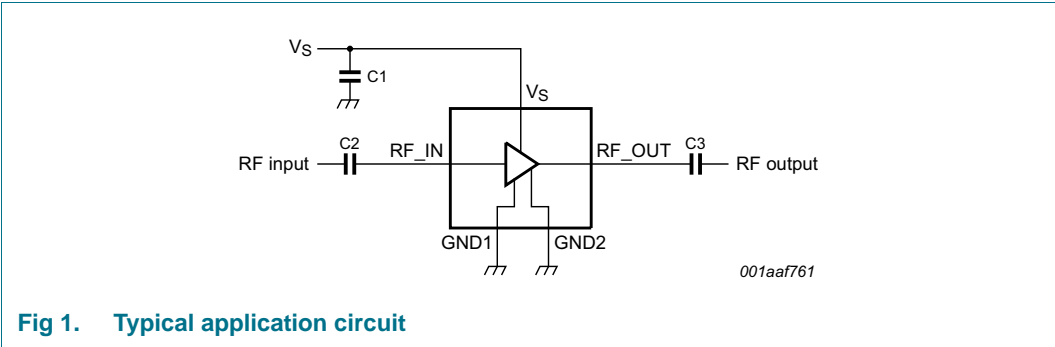 VS
C1
VS
C2
RF_IN
RF_OUT
C3
RF input
RF output
GND1
GND2
001aaf761
Fig 1. Typical application circuit